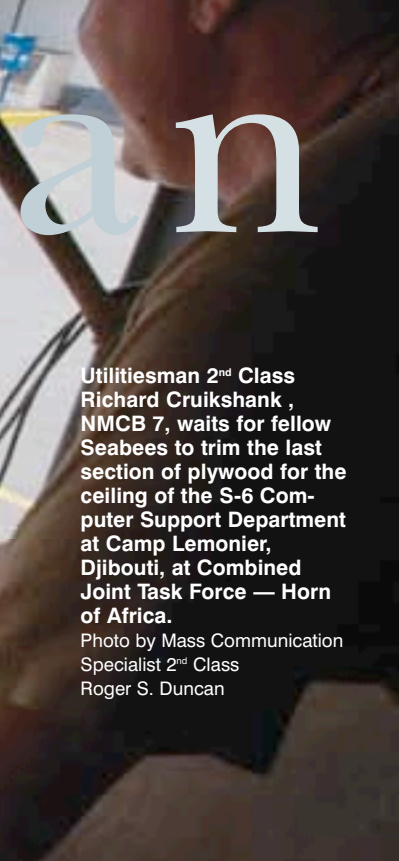 an
Utilitiesman 2nd Class
Richard Cruikshank ,
NMCB 7, waits for fellow
Seabees to trim the last
section of plywood for the
ceiling of the S-6 Com-
puter Support Department
at Camp Lemonier,
Djibouti, at Combined
Joint Task Force — Horn
of Africa.
Photo by Mass Communication
Specialist 2nd Class
Roger S. Duncan